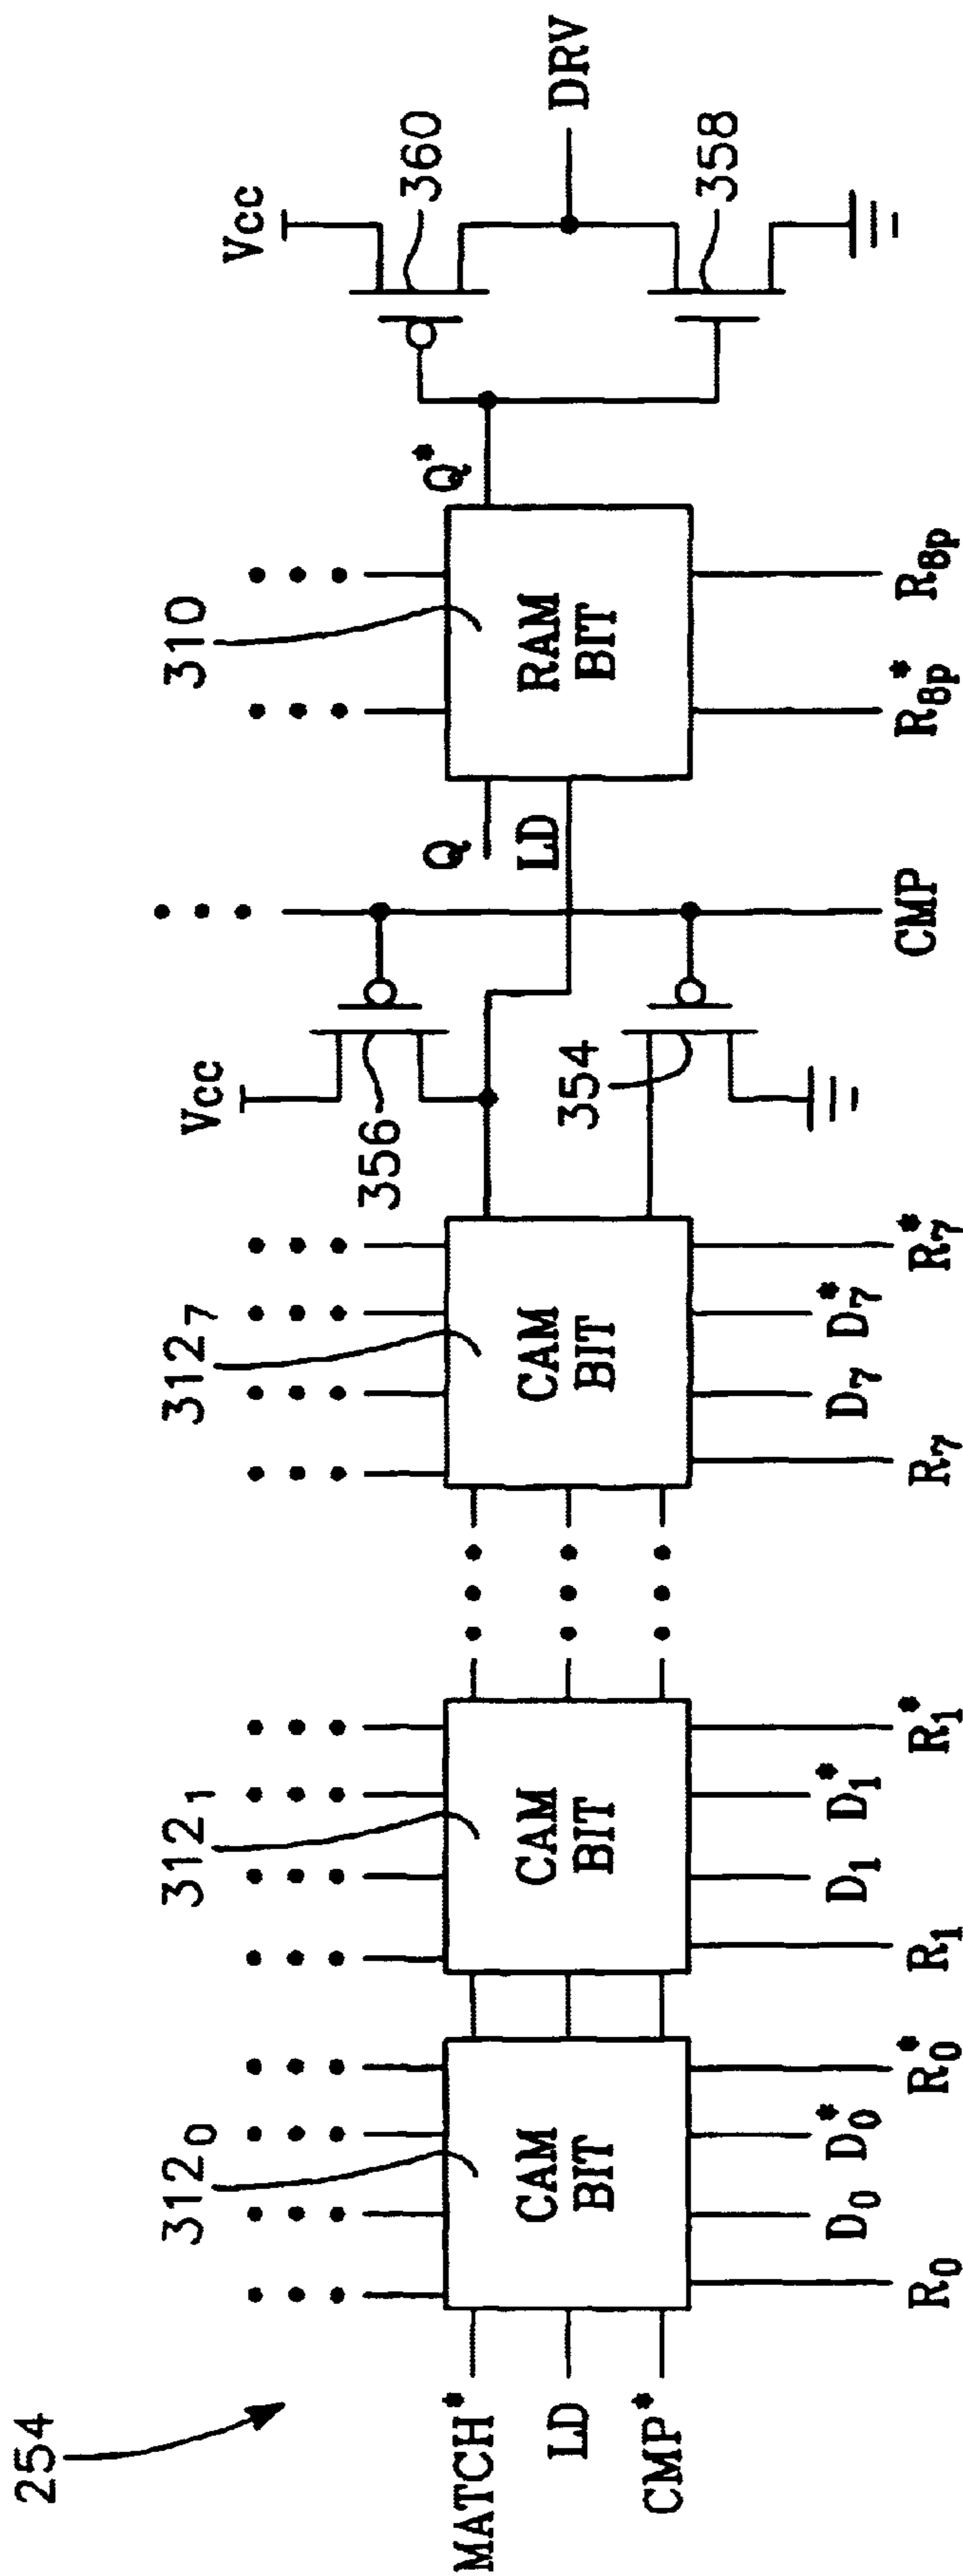 254
312₀
312₁
312₇
310
Vcc
Vcc
360
356
354
358
MATCH*
LD
CMP*
CAM BIT
CAM BIT
CAM BIT
RAM BIT
Q
LD
Q*
DRV
R₀
D₀
D₀*
R₀*
R₁
D₁
D₁*
R₁*
R₇
D₇
D₇*
R₇*
CMP
R₈ₚ*
R₈ₚ